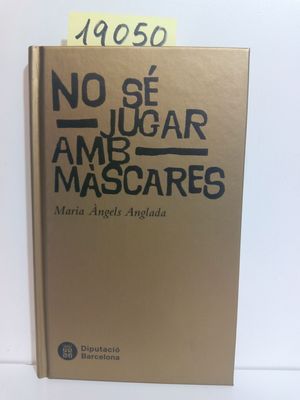 19050
NO SÉ
JUGAR
AMB
MÀSCARES
Maria Àngels Anglada
Diputació
Barcelona